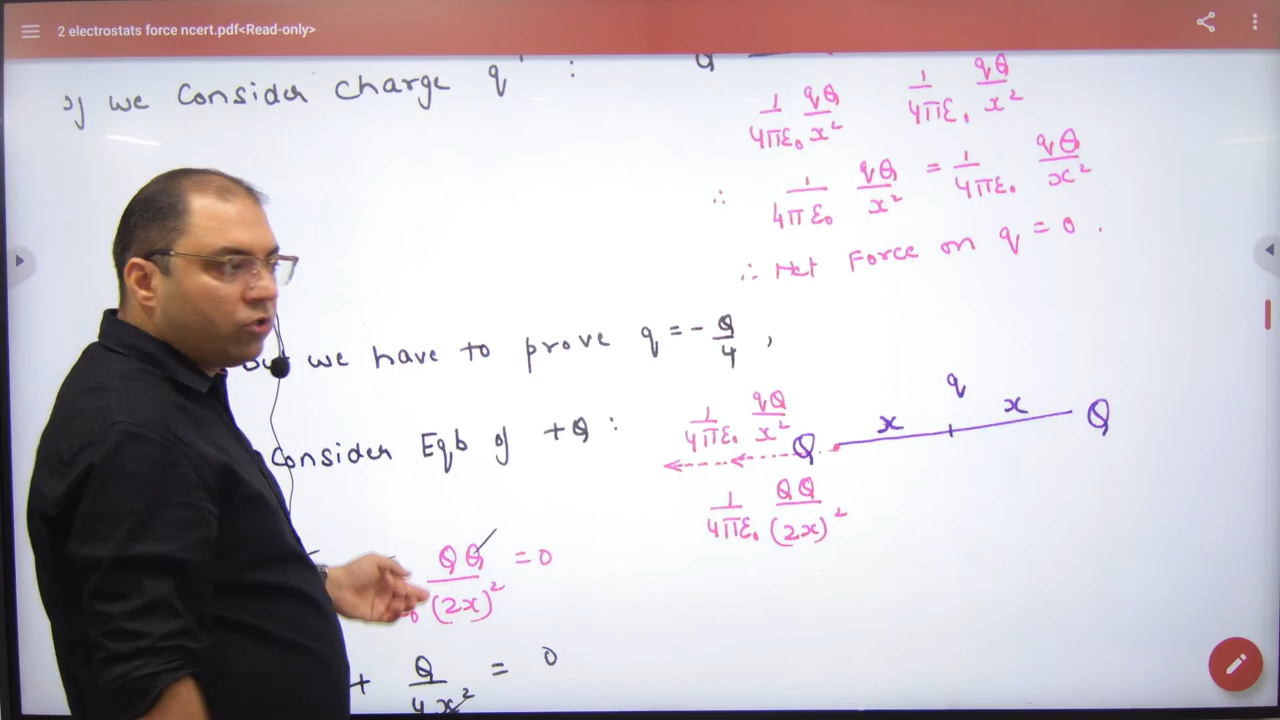 2 electrostats force ncert.pdf<Read-only>
If we Consider charge q :
1/4πε₀ qQ/x² 1/4πε₀ qQ/x²
∴ 1/4πε₀ qQ/x² = 1/4πε₀ qQ/x²
∴ Net Force on q = 0 .
but we have to prove q = - Q/4 ,
Consider Eqb of +Q :
1/4πε₀ qQ/x²
Q x q x Q
1/4πε₀ QQ/(2x)²
QQ/(2x)² = 0
+ Q/4x² = 0